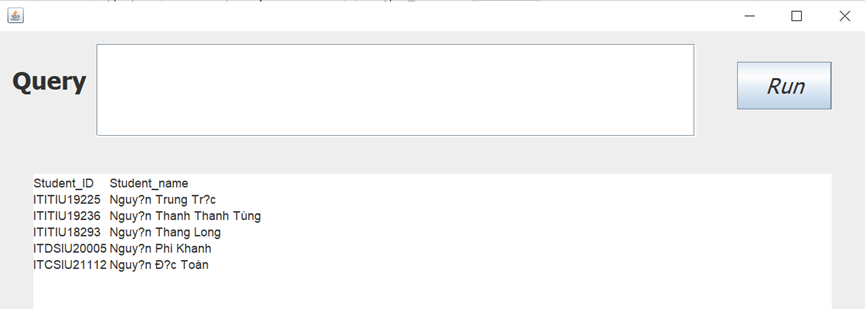 Query
Run
Student_ID Student_name
ITITIU19225 Nguy?n Trung Tr?c
ITITIU19236 Nguy?n Thanh Thanh Tùng
ITITIU18293 Nguy?n Thang Long
ITDSIU20005 Nguy?n Phi Khanh
ITCSIU21112 Nguy?n Đ?c Toàn